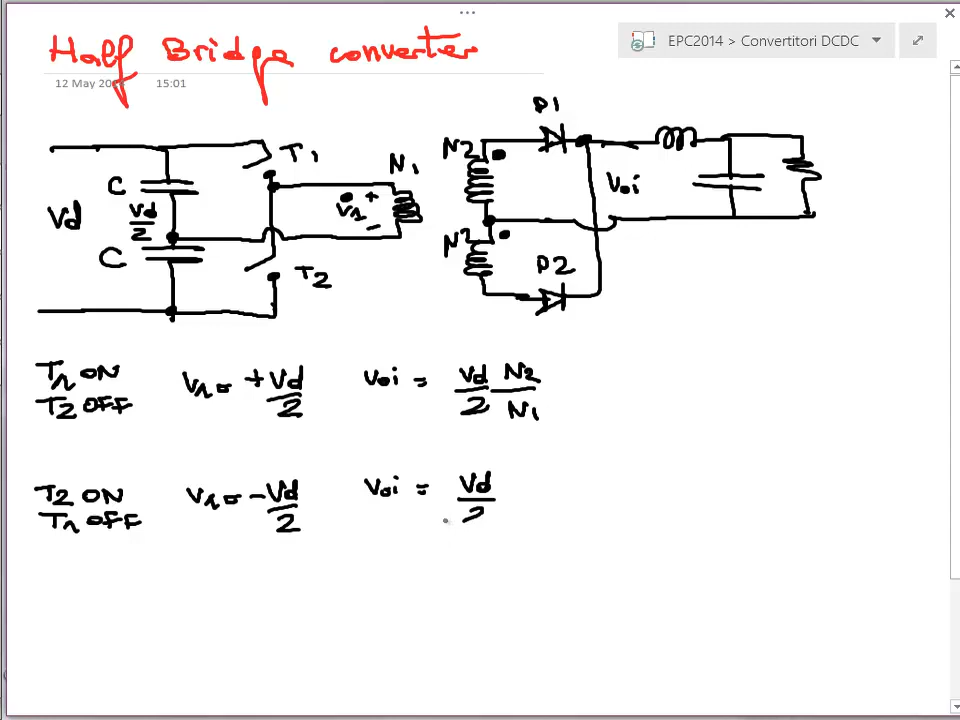 Half Bridge converter
EPC2014 > Convertitori DCDC
12 May 20
15:01
D1
T1
N1
N2
C
Vd
Vd/2
v1
+
-
Voi
C
N2
T2
D2
T1 ON
T2 OFF
V1 = +Vd/2
Voi = Vd/2 N2/N1
T2 ON
T1 OFF
V1 = -Vd/2
Voi = Vd/2